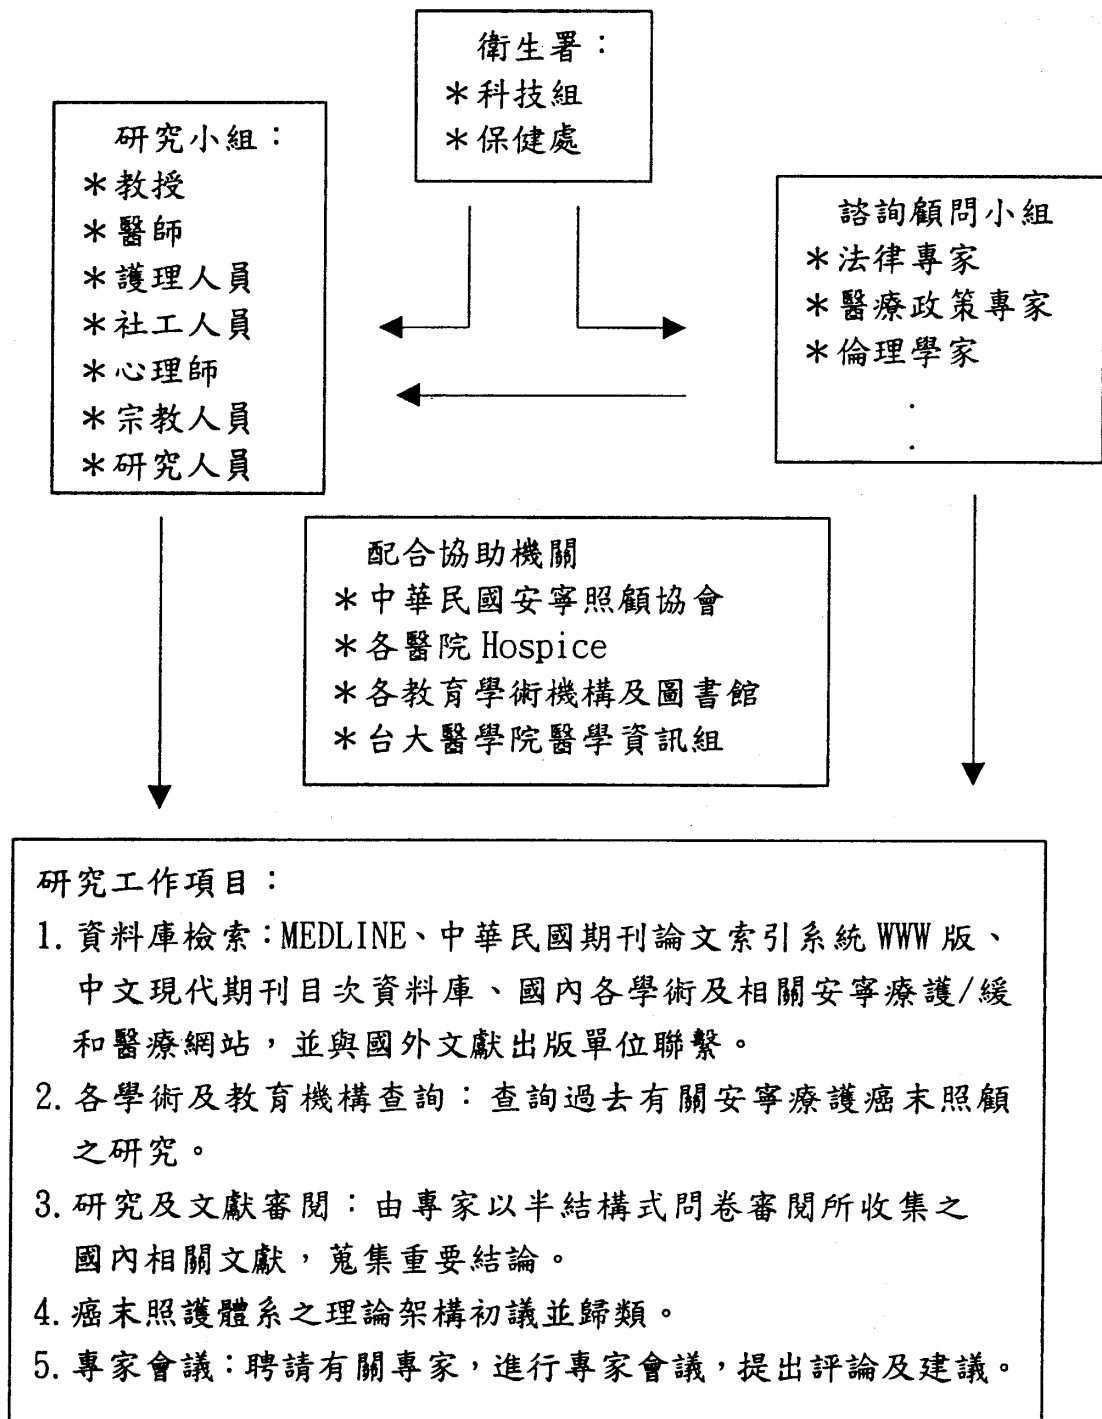 衛生署：
＊科技組
＊保健處
研究小組：
＊教授
＊醫師
＊護理人員
＊社工人員
＊心理師
＊宗教人員
＊研究人員
諮詢顧問小組
＊法律專家
＊醫療政策專家
＊倫理學家
.
.
配合協助機關
＊中華民國安寧照顧協會
＊各醫院 Hospice
＊各教育學術機構及圖書館
＊台大醫學院醫學資訊組
研究工作項目：
1. 資料庫檢索：MEDLINE、中華民國期刊論文索引系統 WWW 版、
中文現代期刊目次資料庫、國內各學術及相關安寧療護/緩
和醫療網站，並與國外文獻出版單位聯繫。
2. 各學術及教育機構查詢：查詢過去有關安寧療護癌末照顧
之研究。
3. 研究及文獻審閱：由專家以半結構式問卷審閱所收集之
國內相關文獻，蒐集重要結論。
4. 癌末照護體系之理論架構初議並歸類。
5. 專家會議：聘請有關專家，進行專家會議，提出評論及建議。